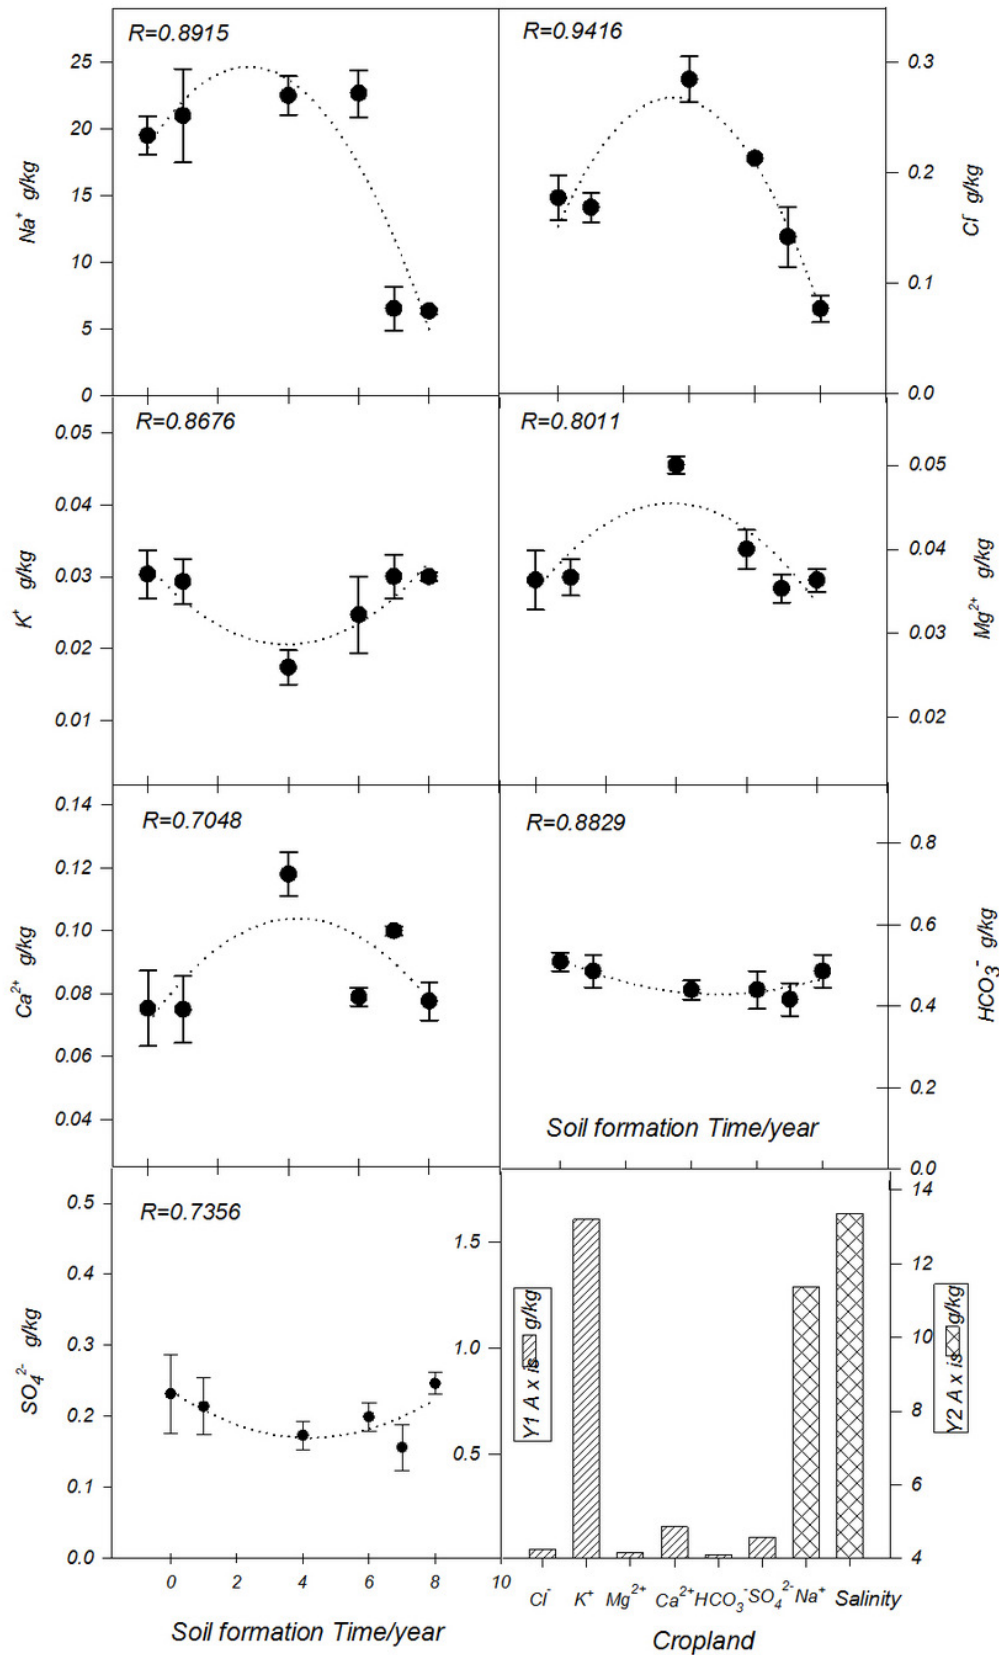 R=0.8915
25
20
15
10
5
0
Na⁺ g/kg
R=0.9416
0.3
0.2
0.1
0.0
Cl⁻ g/kg
R=0.8676
0.05
0.04
0.03
0.02
0.01
K⁺ g/kg
R=0.8011
0.05
0.04
0.03
0.02
Mg²⁺ g/kg
R=0.7048
0.14
0.12
0.10
0.08
0.06
0.04
Ca²⁺ g/kg
R=0.8829
0.8
0.6
0.4
0.2
0.0
HCO₃⁻ g/kg
Soil formation Time/year
R=0.7356
0.5
0.4
0.3
0.2
0.1
0.0
SO₄²⁻ g/kg
0 2 4 6 8 10
Soil formation Time/year
1.5
1.0
0.5
Y1 A x is g/kg
14
12
10
8
6
4
Y2 A x is g/kg
Cl⁻ K⁺ Mg²⁺ Ca²⁺ HCO₃⁻ SO₄²⁻ Na⁺ Salinity
Cropland